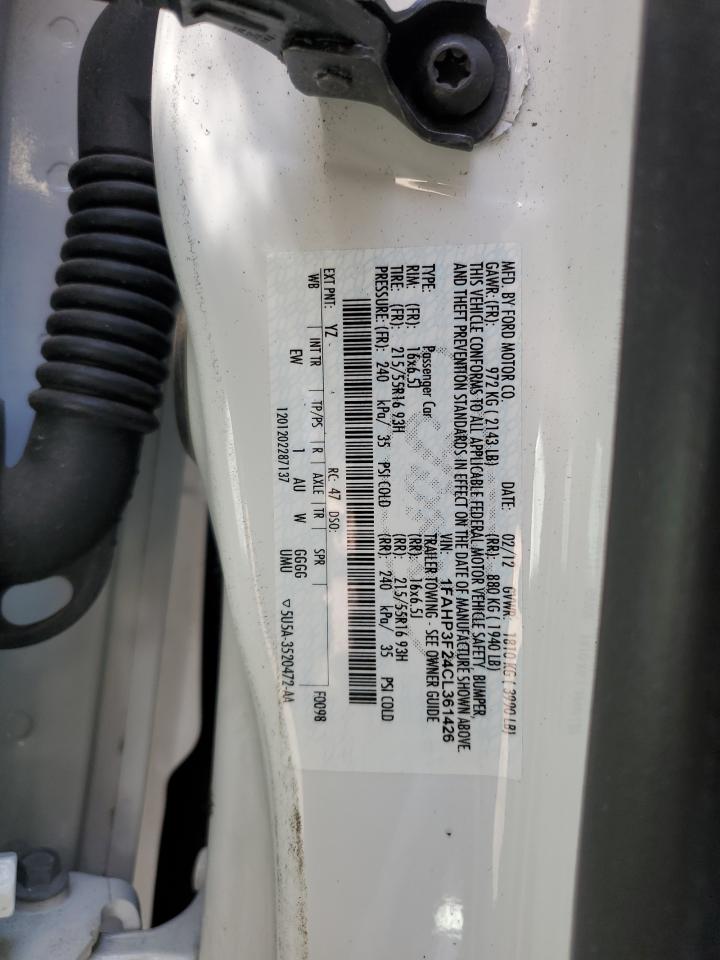 MFD. BY FORD MOTOR CO. DATE: 02/12 GVWR: 1810 KG ( 3990 LB)
GAWR: (FR) 972 KG ( 2143 LB) (RR): 880 KG ( 1940 LB)
THIS VEHICLE CONFORMS TO ALL APPLICABLE FEDERAL MOTOR VEHICLE SAFETY, BUMPER,
AND THEFT PREVENTION STANDARDS IN EFFECT ON THE DATE OF MANUFACTURE SHOWN ABOVE.
VIN: 1FAHP3F24CL361426
TYPE: Passenger Car TRAILER TOWING - SEE OWNER GUIDE
RIM: (FR): 16x6.5J (RR): 16x6.5J
TIRE: (FR): 215/55R16 93H (RR): 215/55R16 93H
PRESSURE: (FR): 240 kPa/ 35 PSI COLD (RR): 240 kPa/ 35 PSI COLD
EXT PNT: YZ RC: 47 DSO: F0098
WB INT TR TP/PS R AXLE TR SPR
EW 1 AU W GGGG
UMU
1201202287137 ▽ 5U5A-3520472-AA